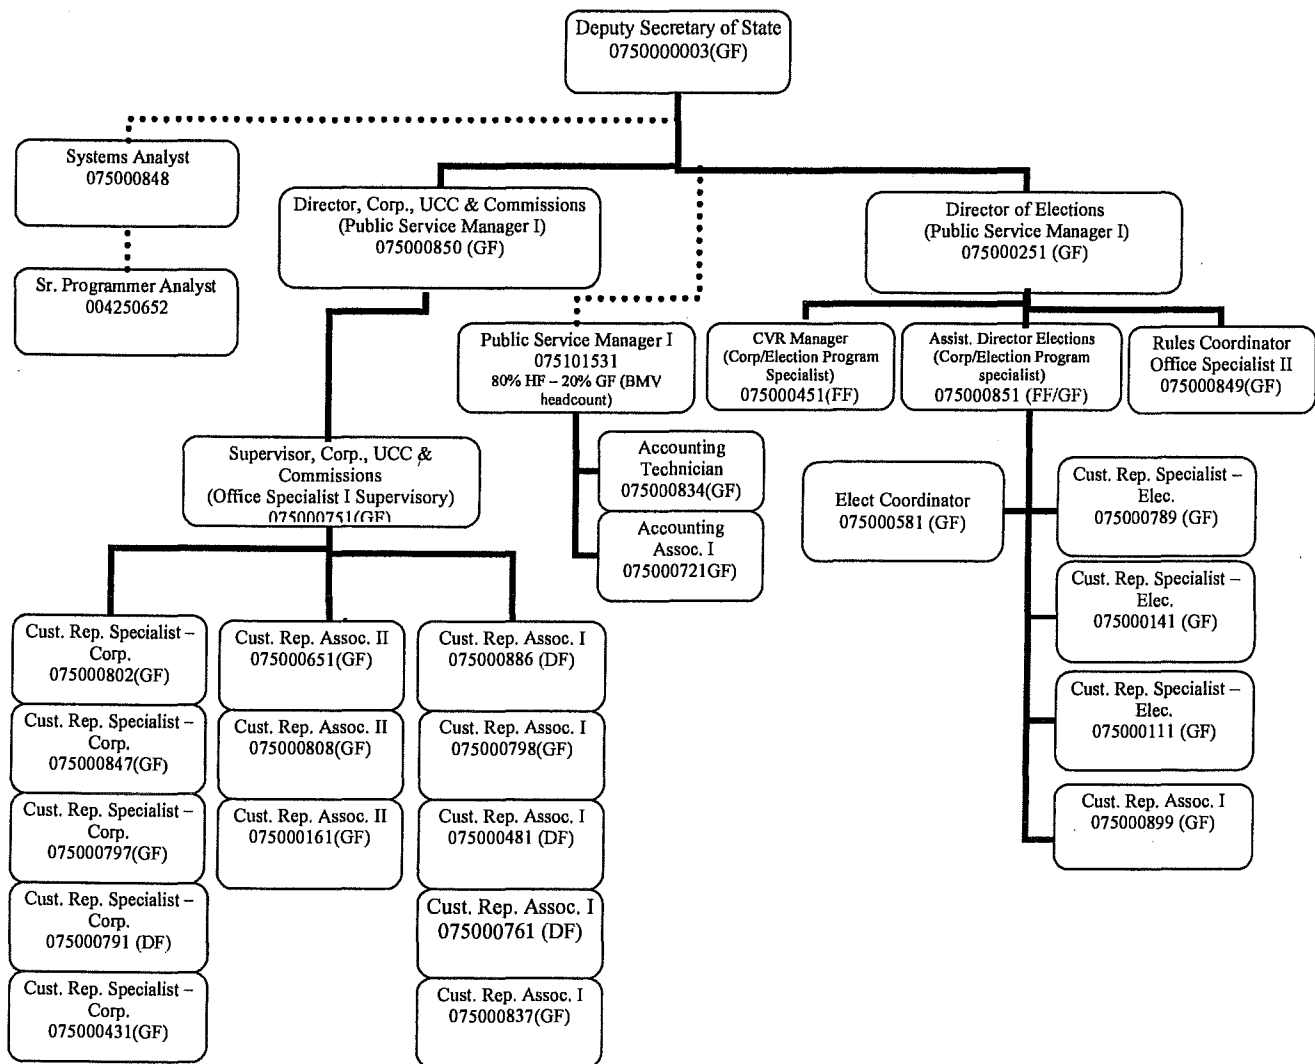 Deputy Secretary of State
0750000003(GF)
Systems Analyst
075000848
Sr. Programmer Analyst
004250652
Director, Corp., UCC & Commissions
(Public Service Manager I)
075000850 (GF)
Director of Elections
(Public Service Manager I)
075000251 (GF)
Public Service Manager I
075101531
80% HF – 20% GF (BMV
headcount)
CVR Manager
(Corp/Election Program
Specialist)
075000451(FF)
Assist. Director Elections
(Corp/Election Program
specialist)
075000851 (FF/GF)
Rules Coordinator
Office Specialist II
075000849(GF)
Supervisor, Corp., UCC &
Commissions
(Office Specialist I Supervisory)
075000751(GF)
Accounting
Technician
075000834(GF)
Accounting
Assoc. I
075000721GF)
Elect Coordinator
075000581 (GF)
Cust. Rep. Specialist –
Elec.
075000789 (GF)
Cust. Rep. Specialist –
Elec.
075000141 (GF)
Cust. Rep. Specialist –
Elec.
075000111 (GF)
Cust. Rep. Assoc. I
075000899 (GF)
Cust. Rep. Specialist –
Corp.
075000802(GF)
Cust. Rep. Specialist –
Corp.
075000847(GF)
Cust. Rep. Specialist –
Corp.
075000797(GF)
Cust. Rep. Specialist –
Corp.
075000791 (DF)
Cust. Rep. Specialist –
Corp.
075000431(GF)
Cust. Rep. Assoc. II
075000651(GF)
Cust. Rep. Assoc. II
075000808(GF)
Cust. Rep. Assoc. II
075000161(GF)
Cust. Rep. Assoc. I
075000886 (DF)
Cust. Rep. Assoc. I
075000798(GF)
Cust. Rep. Assoc. I
075000481 (DF)
Cust. Rep. Assoc. I
075000761 (DF)
Cust. Rep. Assoc. I
075000837(GF)